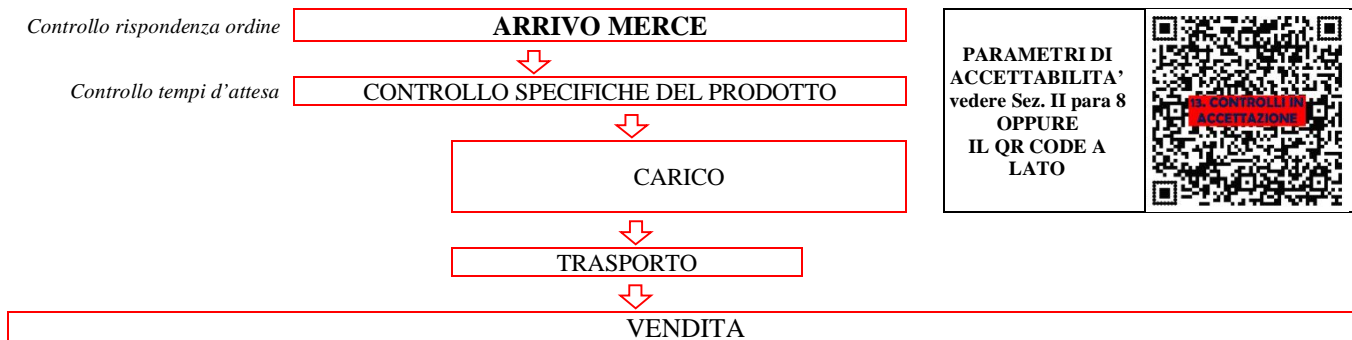 Controllo rispondenza ordine
ARRIVO MERCE
Controllo tempi d'attesa
CONTROLLO SPECIFICHE DEL PRODOTTO
CARICO
TRASPORTO
VENDITA
PARAMETRI DI
ACCETTABILITA'
vedere Sez. II para 8
OPPURE
IL QR CODE A
LATO
13. CONTROLLI IN
ACCETTAZIONE